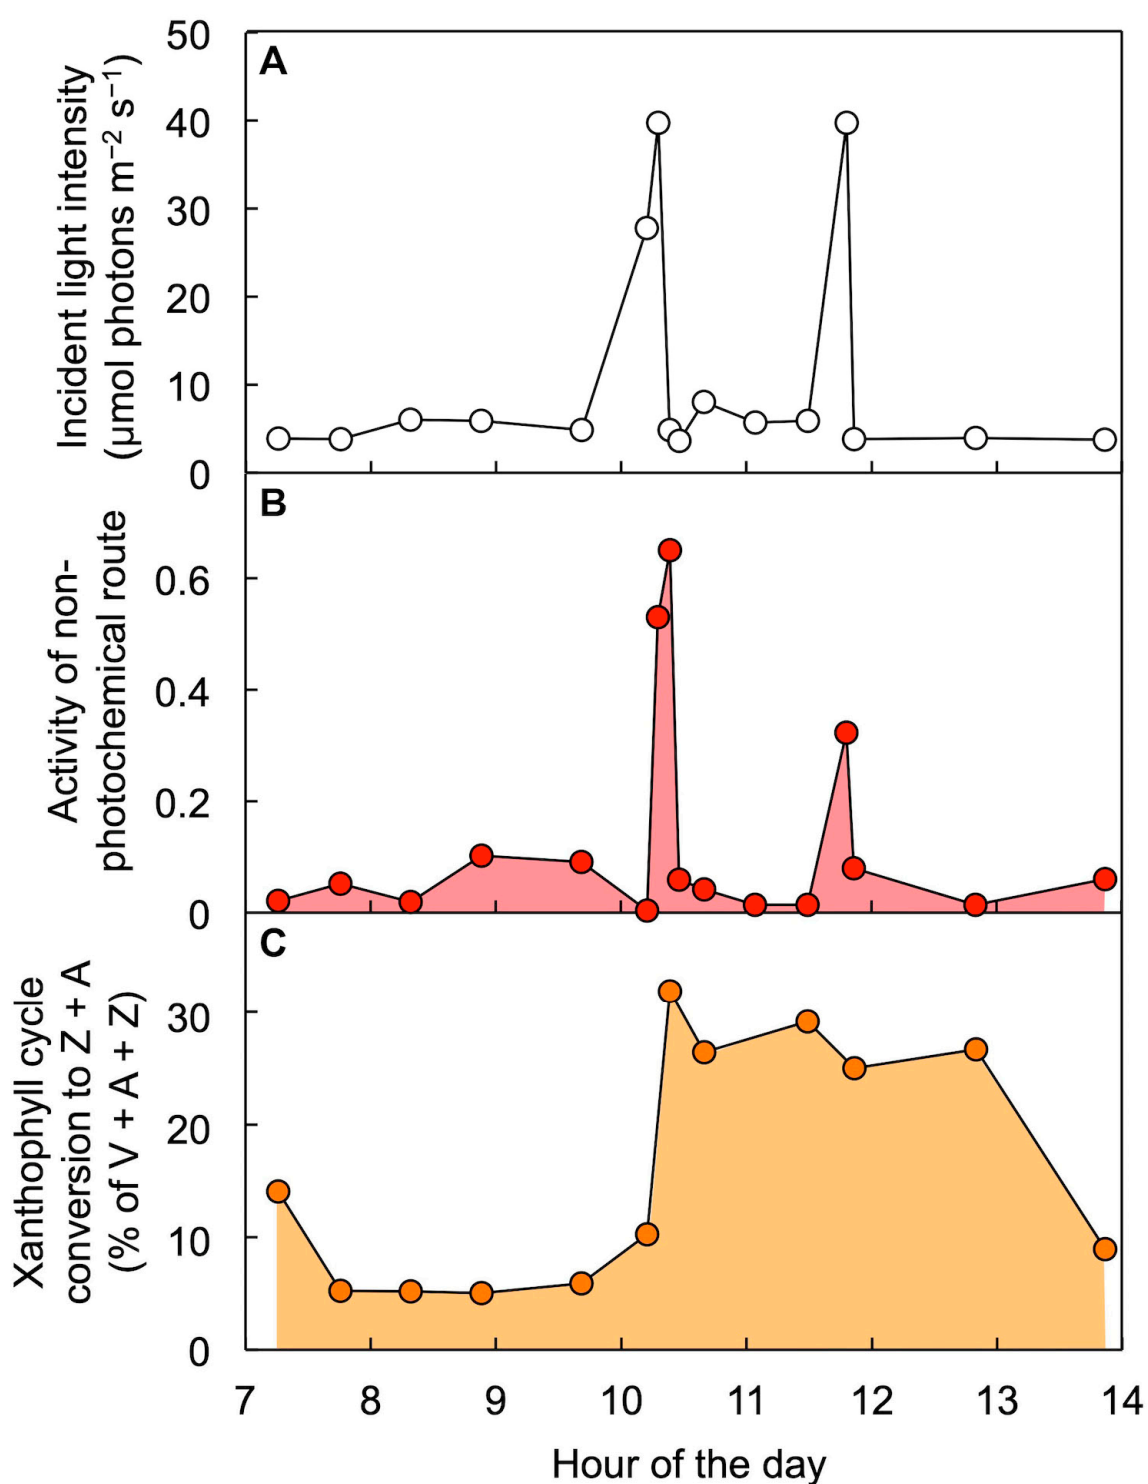 A
50
40
30
20
10
0
Incident light intensity
(μmol photons m⁻² s⁻¹)
B
0.6
0.4
0.2
0
Activity of non-
photochemical route
C
30
20
10
0
Xanthophyll cycle
conversion to Z + A
(% of V + A + Z)
7 8 9 10 11 12 13 14
Hour of the day